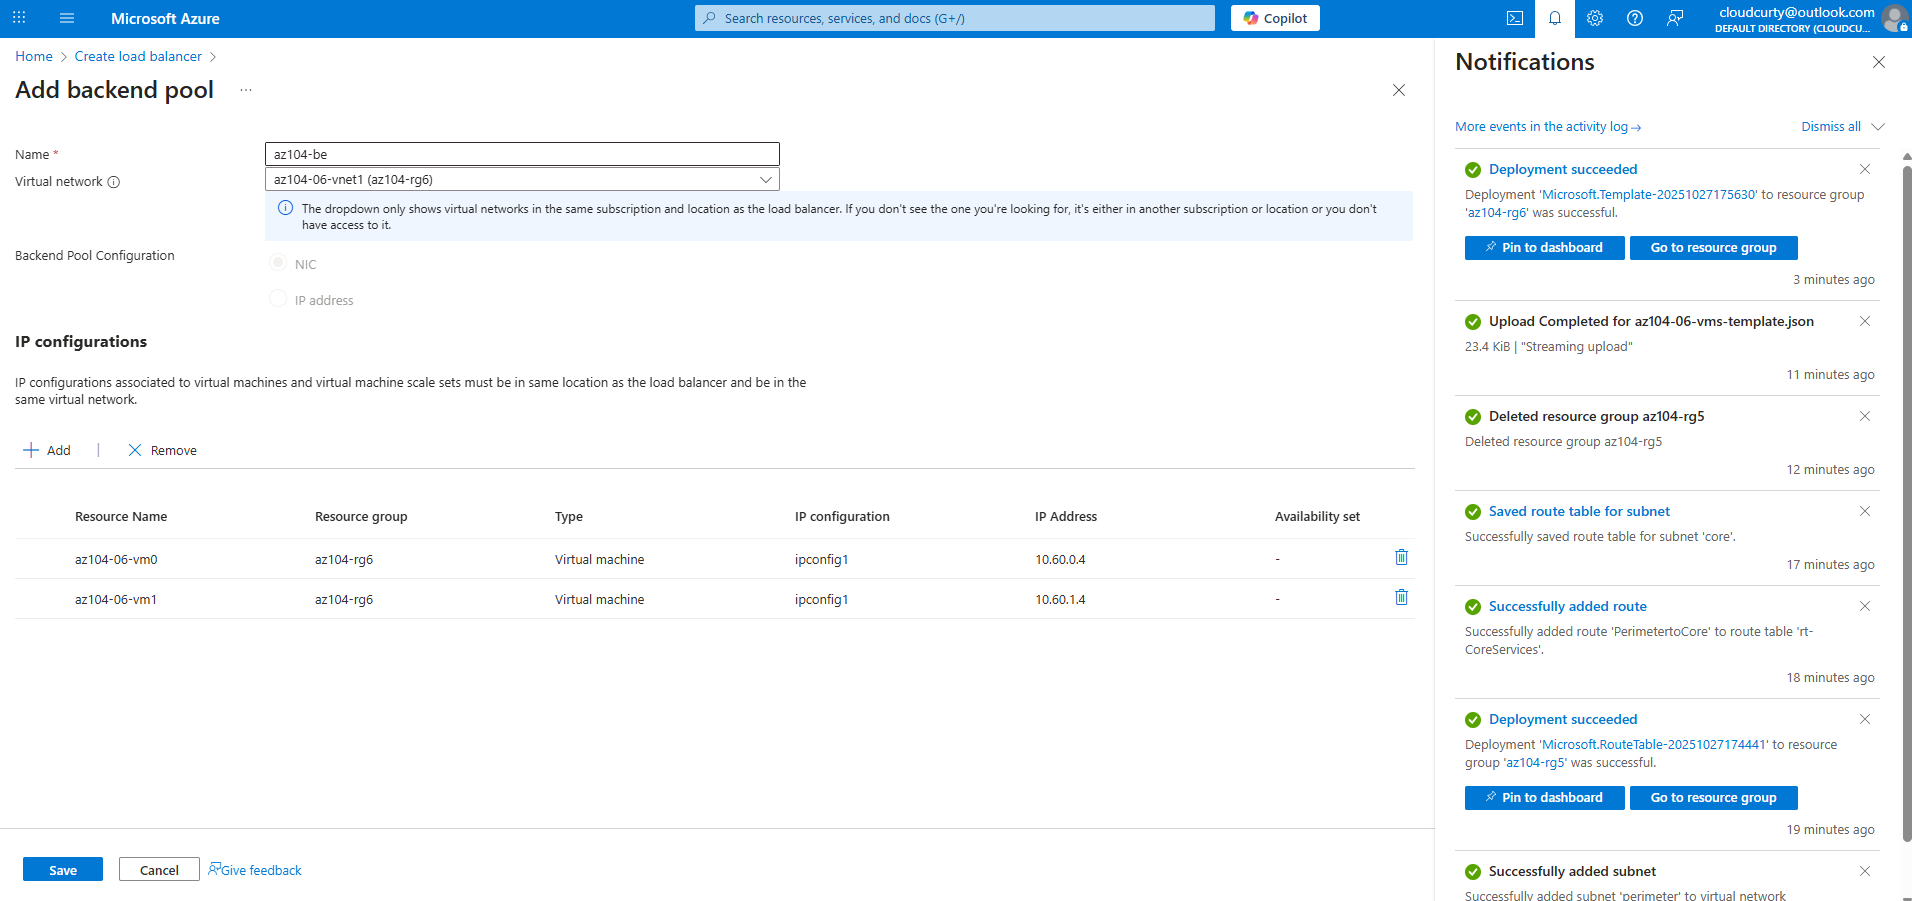 Microsoft Azure
Search resources, services, and docs (G+/)
Copilot
cloudcurty@outlook.com
DEFAULT DIRECTORY (CLOUDCU...
Home > Create load balancer >
Add backend pool ...
Name *
az104-be
Virtual network
az104-06-vnet1 (az104-rg6)
The dropdown only shows virtual networks in the same subscription and location as the load balancer. If you don't see the one you're looking for, it's either in another subscription or location or you don't
have access to it.
Backend Pool Configuration
NIC
IP address
IP configurations
IP configurations associated to virtual machines and virtual machine scale sets must be in same location as the load balancer and be in the
same virtual network.
Add | Remove
Resource Name Resource group Type IP configuration IP Address Availability set
az104-06-vm0 az104-rg6 Virtual machine ipconfig1 10.60.0.4 -
az104-06-vm1 az104-rg6 Virtual machine ipconfig1 10.60.1.4 -
Save Cancel Give feedback
Notifications
More events in the activity log → Dismiss all
Deployment succeeded
Deployment 'Microsoft.Template-20251027175630' to resource group
'az104-rg6' was successful.
Pin to dashboard Go to resource group
3 minutes ago
Upload Completed for az104-06-vms-template.json
23.4 KiB | "Streaming upload"
11 minutes ago
Deleted resource group az104-rg5
Deleted resource group az104-rg5
12 minutes ago
Saved route table for subnet
Successfully saved route table for subnet 'core'.
17 minutes ago
Successfully added route
Successfully added route 'PerimetertoCore' to route table 'rt-
CoreServices'.
18 minutes ago
Deployment succeeded
Deployment 'Microsoft.RouteTable-20251027174441' to resource
group 'az104-rg5' was successful.
Pin to dashboard Go to resource group
19 minutes ago
Successfully added subnet
Successfully added subnet 'perimeter' to virtual network